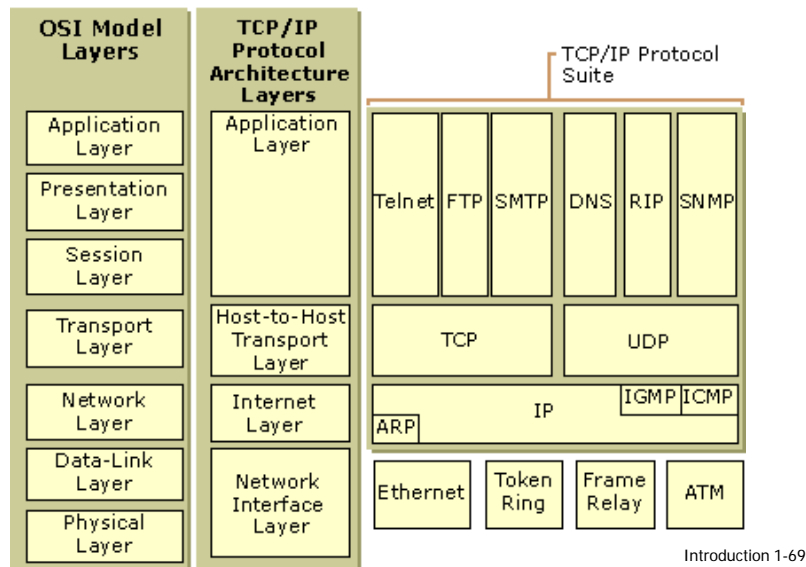 OSI Model
Layers
Application
Layer
Presentation
Layer
Session
Layer
Transport
Layer
Network
Layer
Data-Link
Layer
Physical
Layer
TCP/IP
Protocol
Architecture
Layers
Application
Layer
Host-to-Host
Transport
Layer
Internet
Layer
Network
Interface
Layer
TCP/IP Protocol
Suite
Telnet
FTP
SMTP
DNS
RIP
SNMP
TCP
UDP
IP
IGMP
ICMP
ARP
Ethernet
Token
Ring
Frame
Relay
ATM
Introduction 1-69